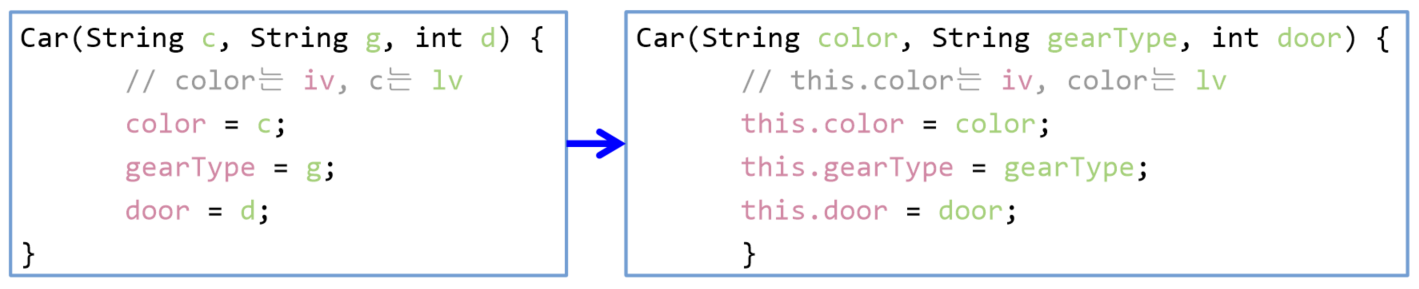 Car(String c, String g, int d) {
// color는 iv, c는 lv
color = c;
gearType = g;
door = d;
}
Car(String color, String gearType, int door) {
// this.color는 iv, color는 lv
this.color = color;
this.gearType = gearType;
this.door = door;
}